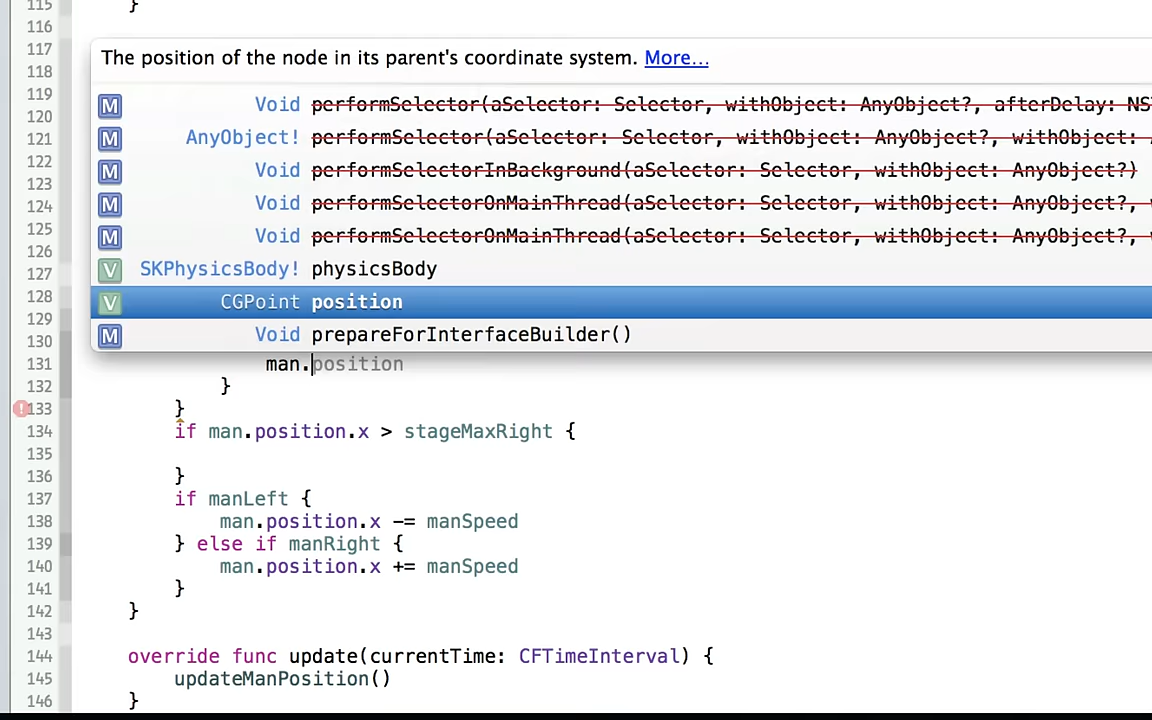 115 }
116
117
The position of the node in its parent's coordinate system. More...
118
119 M Void performSelector(aSelector: Selector, withObject: AnyObject?, afterDelay: NS
120
121 M AnyObject! performSelector(aSelector: Selector, withObject: AnyObject?, withObject:
122 M Void performSelectorInBackground(aSelector: Selector, withObject: AnyObject?)
123
124 M Void performSelectorOnMainThread(aSelector: Selector, withObject: AnyObject?,
125 M Void performSelectorOnMainThread(aSelector: Selector, withObject: AnyObject?,
126
127 V SKPhysicsBody! physicsBody
128 V CGPoint position
129
130 M Void prepareForInterfaceBuilder()
131 man.position
132 }
133 }
134 if man.position.x > stageMaxRight {
135
136 }
137 if manLeft {
138 man.position.x -= manSpeed
139 } else if manRight {
140 man.position.x += manSpeed
141 }
142 }
143
144 override func update(currentTime: CFTimeInterval) {
145 updateManPosition()
146 }